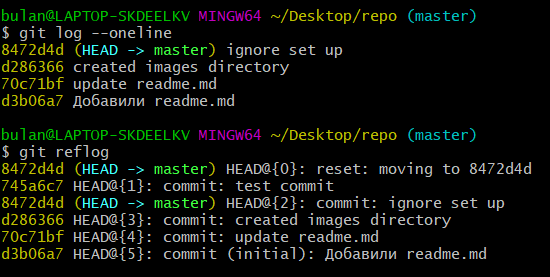 bulan@LAPTOP-SKDEELKV MINGW64 ~/Desktop/repo (master)
$ git log --oneline
8472d4d (HEAD -> master) ignore set up
d286366 created images directory
70c71bf update readme.md
d3b06a7 Добавили readme.md
bulan@LAPTOP-SKDEELKV MINGW64 ~/Desktop/repo (master)
$ git reflog
8472d4d (HEAD -> master) HEAD@{0}: reset: moving to 8472d4d
745a6c7 HEAD@{1}: commit: test commit
8472d4d (HEAD -> master) HEAD@{2}: commit: ignore set up
d286366 HEAD@{3}: commit: created images directory
70c71bf HEAD@{4}: commit: update readme.md
d3b06a7 HEAD@{5}: commit (initial): Добавили readme.md